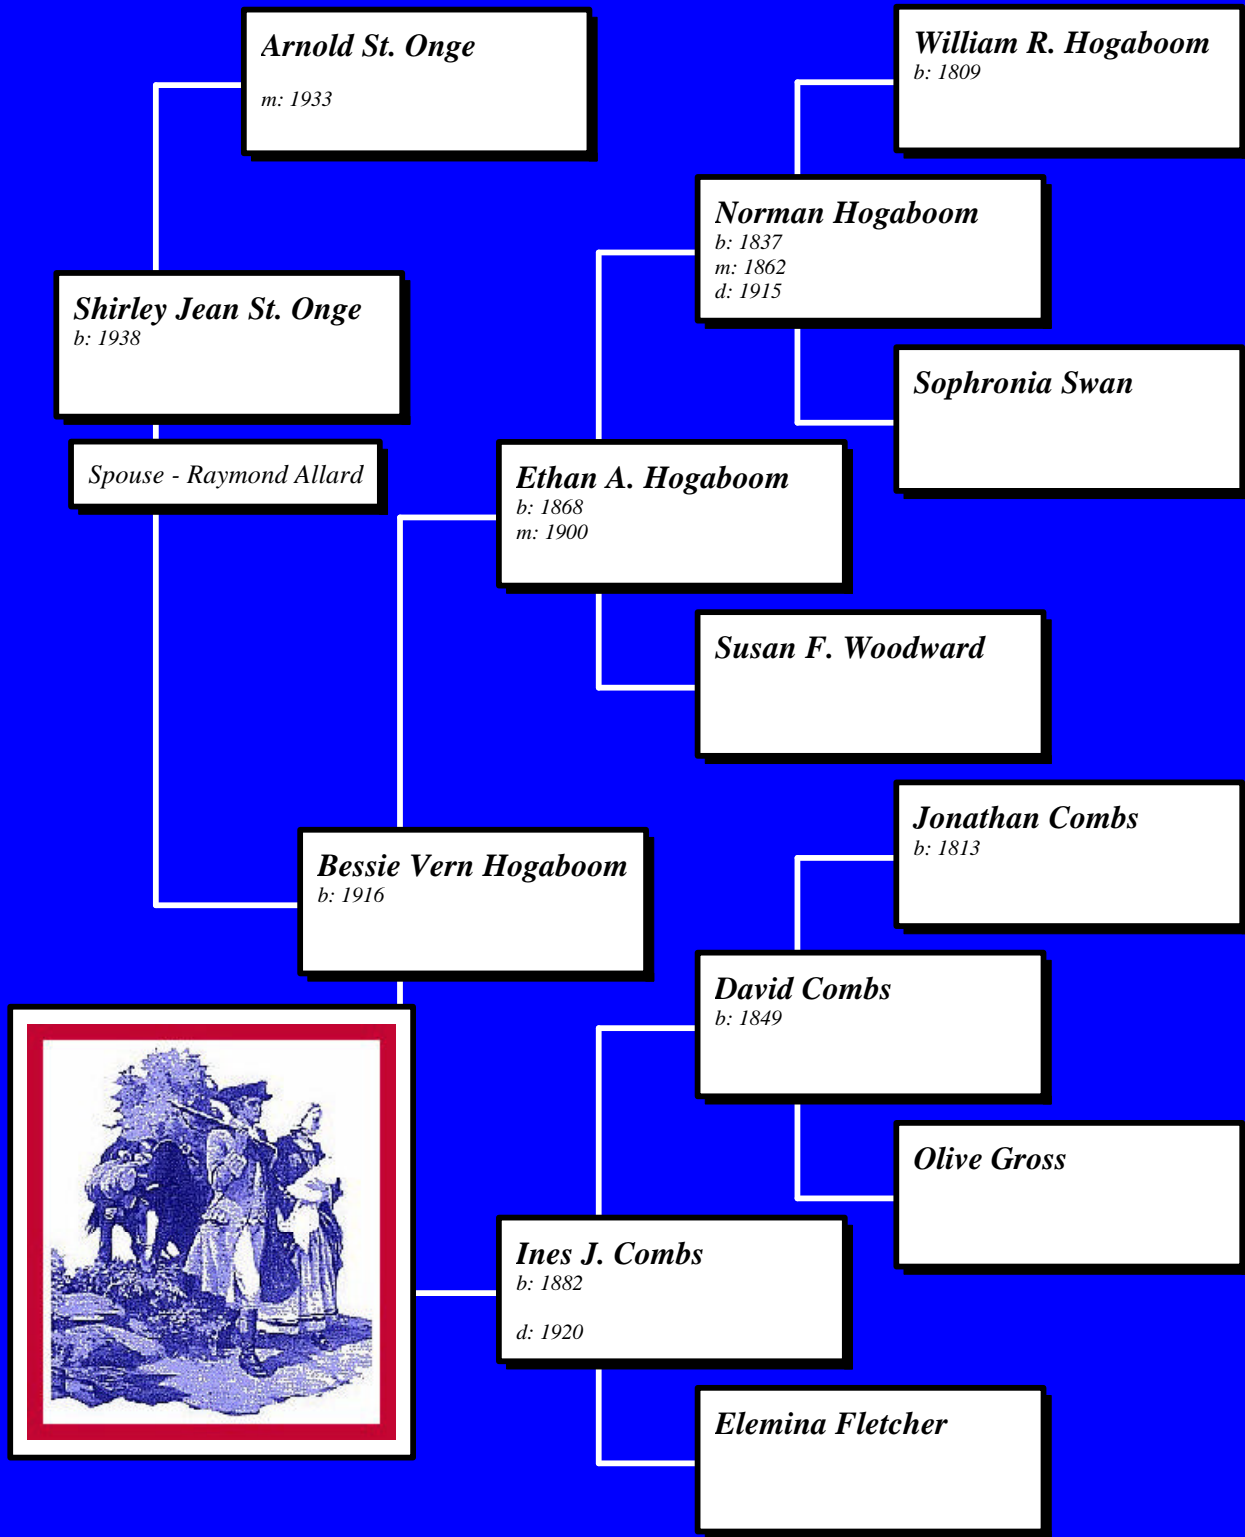 Arnold St. Onge
m: 1933
William R. Hogaboom
b: 1809
Norman Hogaboom
b: 1837
m: 1862
d: 1915
Shirley Jean St. Onge
b: 1938
Sophronia Swan
Spouse - Raymond Allard
Ethan A. Hogaboom
b: 1868
m: 1900
Susan F. Woodward
Jonathan Combs
b: 1813
Bessie Vern Hogaboom
b: 1916
David Combs
b: 1849
Olive Gross
Ines J. Combs
b: 1882
d: 1920
Elemina Fletcher